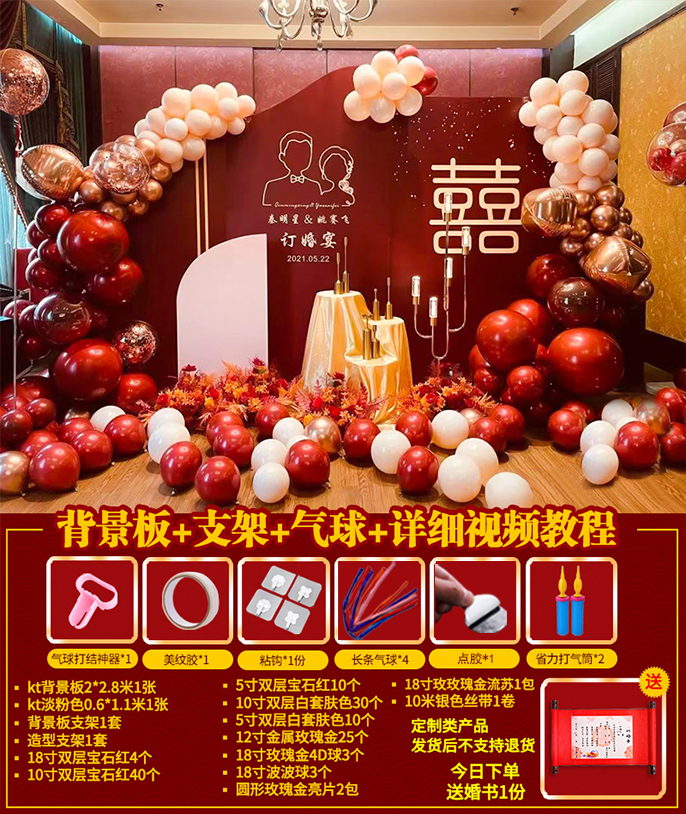 囍
秦明星 & 姚赛飞
订婚宴
2021.05.22
背景板+支架+气球+详细视频教程
气球打结神器*1
美纹胶*1
粘钩*1份
长条气球*4
点胶*1
省力打气筒*2
kt背景板2*2.8米1张
kt淡粉色0.6*1.1米1张
背景板支架1套
造型支架1套
18寸双层宝石红4个
10寸双层宝石红40个
5寸双层宝石红10个
10寸双层白套肤色30个
5寸双层白套肤色10个
12寸金属玫瑰金25个
18寸玫瑰金4D球3个
18寸波波球3个
圆形玫瑰金亮片2包
18寸玫玫瑰金流苏1包
10米银色丝带1卷
定制类产品
发货后不支持退货
今日下单
送婚书1份
送